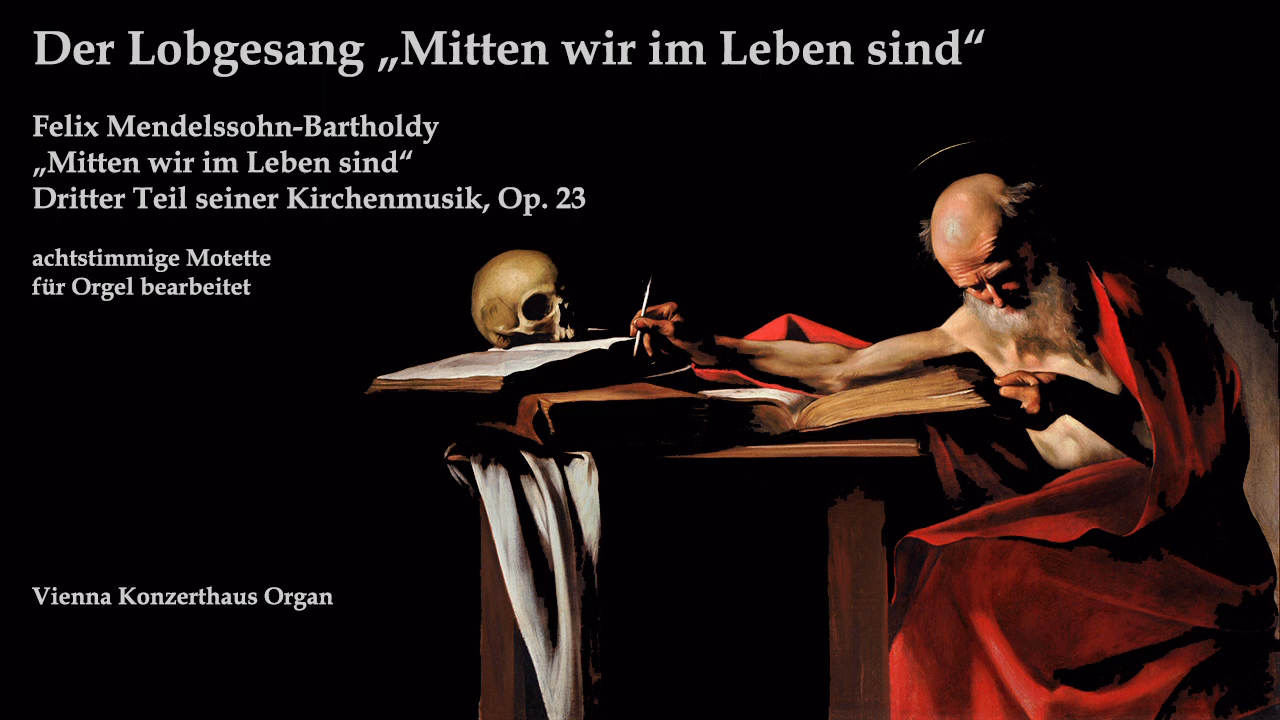 Der Lobgesang „Mitten wir im Leben sind“
Felix Mendelssohn-Bartholdy
„Mitten wir im Leben sind“
Dritter Teil seiner Kirchenmusik, Op. 23
achtstimmige Motette
für Orgel bearbeitet
Vienna Konzerthaus Organ